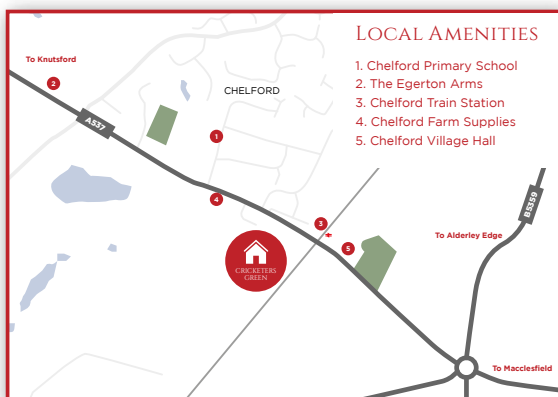 LOCAL AMENITIES
1. Chelford Primary School
2. The Egerton Arms
3. Chelford Train Station
4. Chelford Farm Supplies
5. Chelford Village Hall
To Knutsford
2
CHELFORD
A537
1
4
B5359
3
To Alderley Edge
5
CRICKETERS
GREEN
To Macclesfield